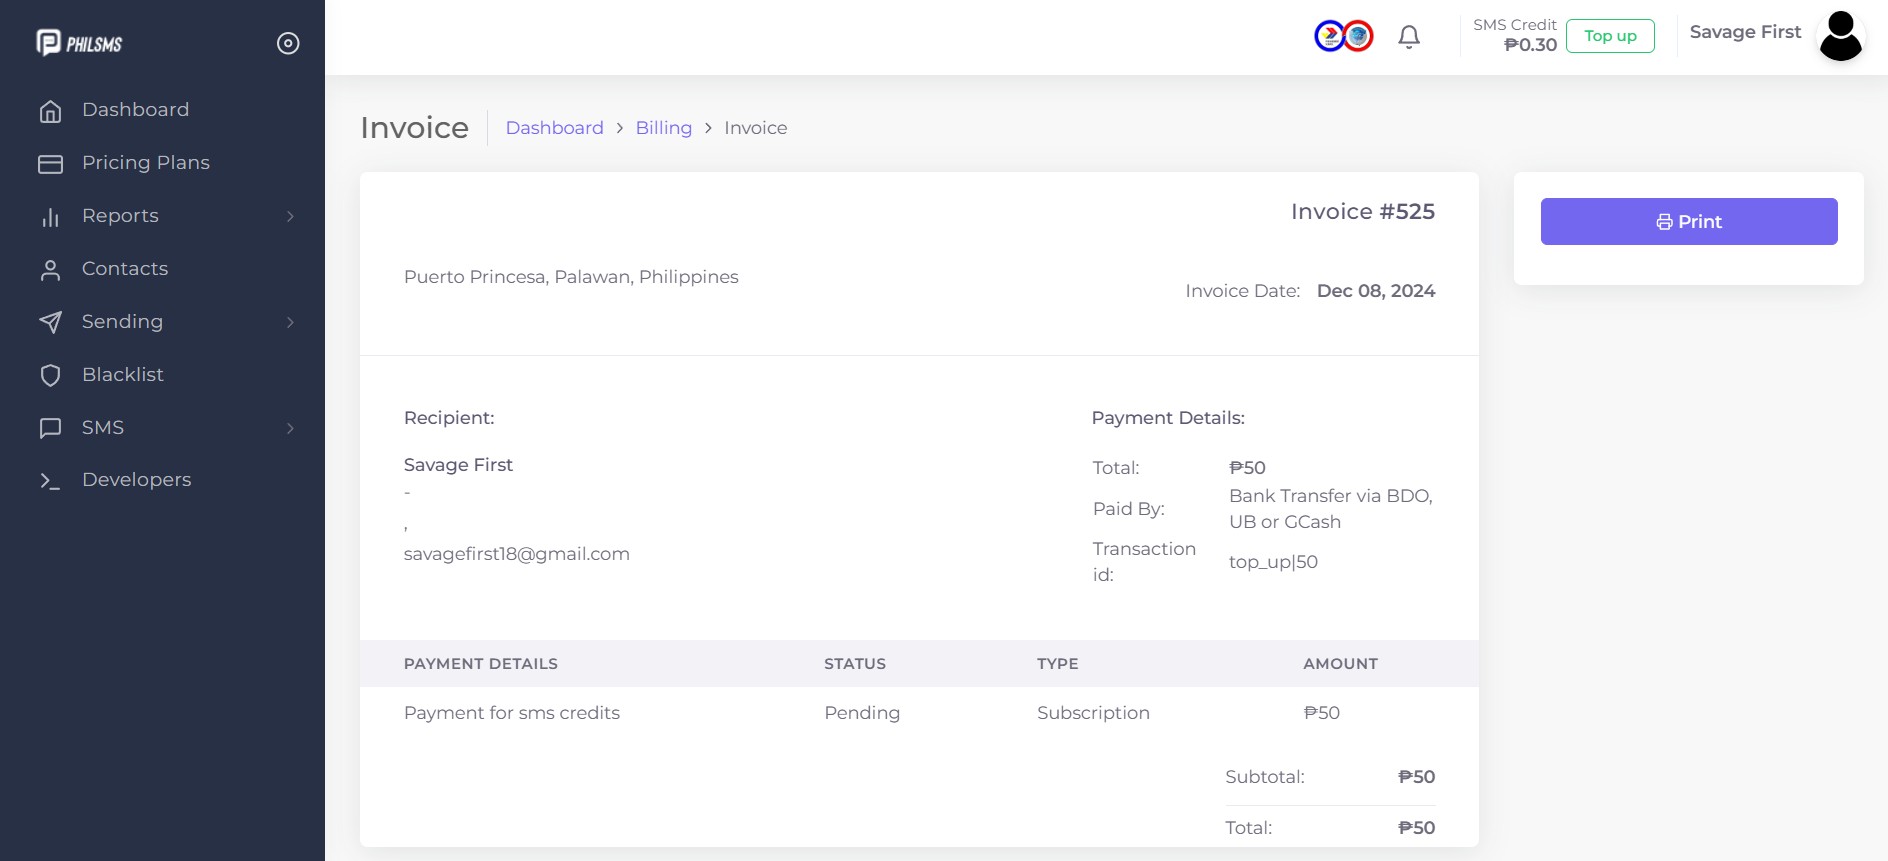 PHILSMS
Dashboard
Pricing Plans
Reports
Contacts
Sending
Blacklist
SMS
Developers
SMS Credit
₱0.30
Top up
Savage First
Invoice
Dashboard > Billing > Invoice
Invoice #525
Puerto Princesa, Palawan, Philippines
Invoice Date: Dec 08, 2024
Print
Recipient:
Savage First
-
,
savagefirst18@gmail.com
Payment Details:
Total: ₱50
Paid By: Bank Transfer via BDO,
UB or GCash
Transaction
id: top_up|50
PAYMENT DETAILS STATUS TYPE AMOUNT
Payment for sms credits Pending Subscription ₱50
Subtotal: ₱50
Total: ₱50